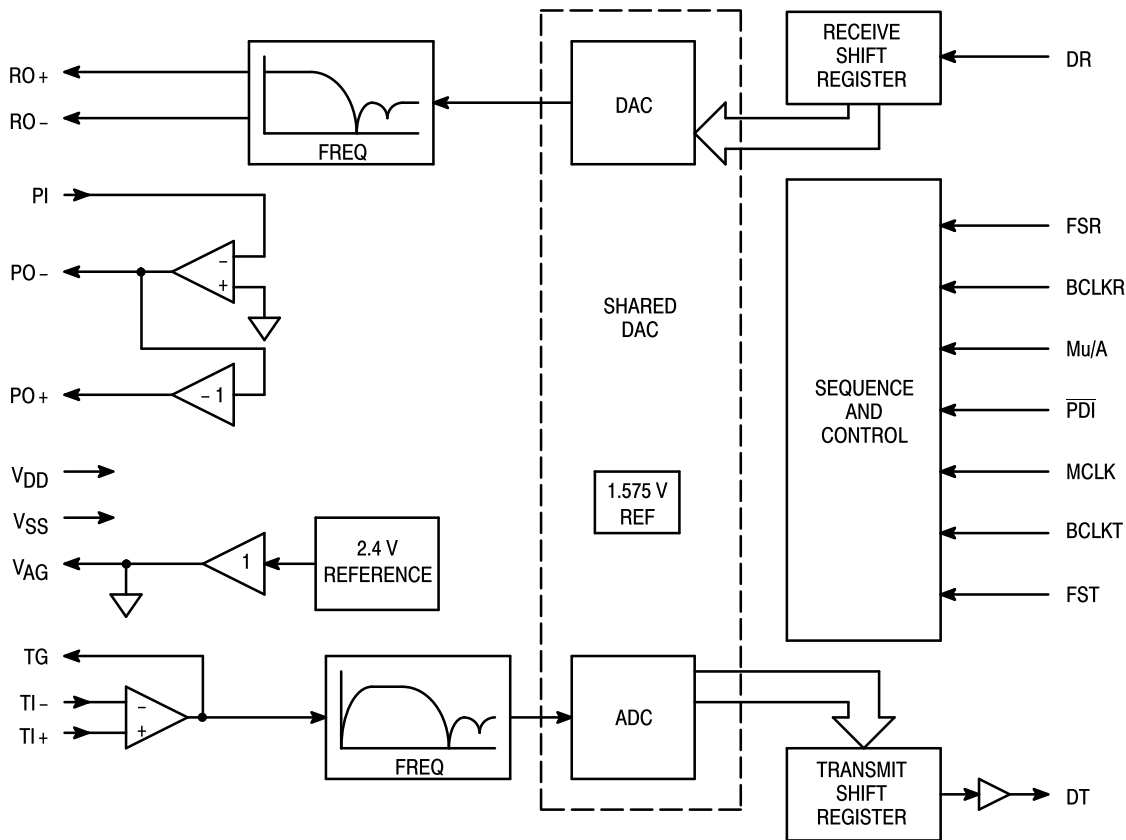 RO+
RO−
FREQ
DAC
RECEIVE
SHIFT
REGISTER
DR
PI
PO−
−
+
PO+
−1
SHARED
DAC
SEQUENCE
AND
CONTROL
FSR
BCLKR
Mu/A
P̅D̅I̅
MCLK
BCLKT
FST
VDD
VSS
VAG
1
2.4 V
REFERENCE
1.575 V
REF
TG
TI−
TI+
−
+
FREQ
ADC
TRANSMIT
SHIFT
REGISTER
DT